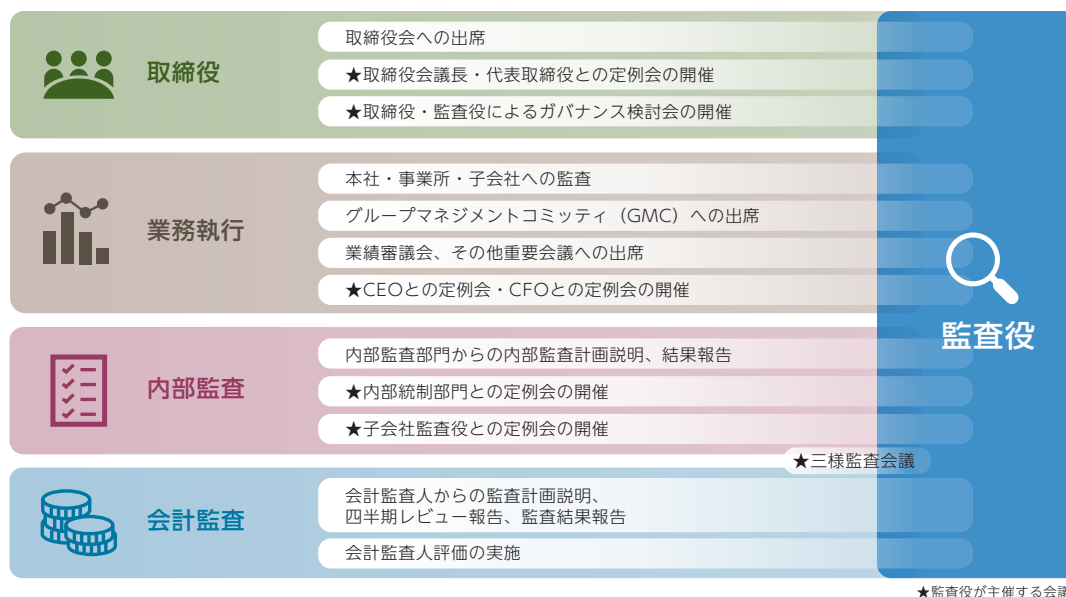 取締役
取締役会への出席
★取締役会議長・代表取締役との定例会の開催
★取締役・監査役によるガバナンス検討会の開催
業務執行
本社・事業所・子会社への監査
グループマネジメントコミッティ（GMC）への出席
業績審議会、その他重要会議への出席
★CEOとの定例会・CFOとの定例会の開催
監査役
内部監査
内部監査部門からの内部監査計画説明、結果報告
★内部統制部門との定例会の開催
★子会社監査役との定例会の開催
★三様監査会議
会計監査
会計監査人からの監査計画説明、
四半期レビュー報告、監査結果報告
会計監査人評価の実施
★監査役が主催する会議